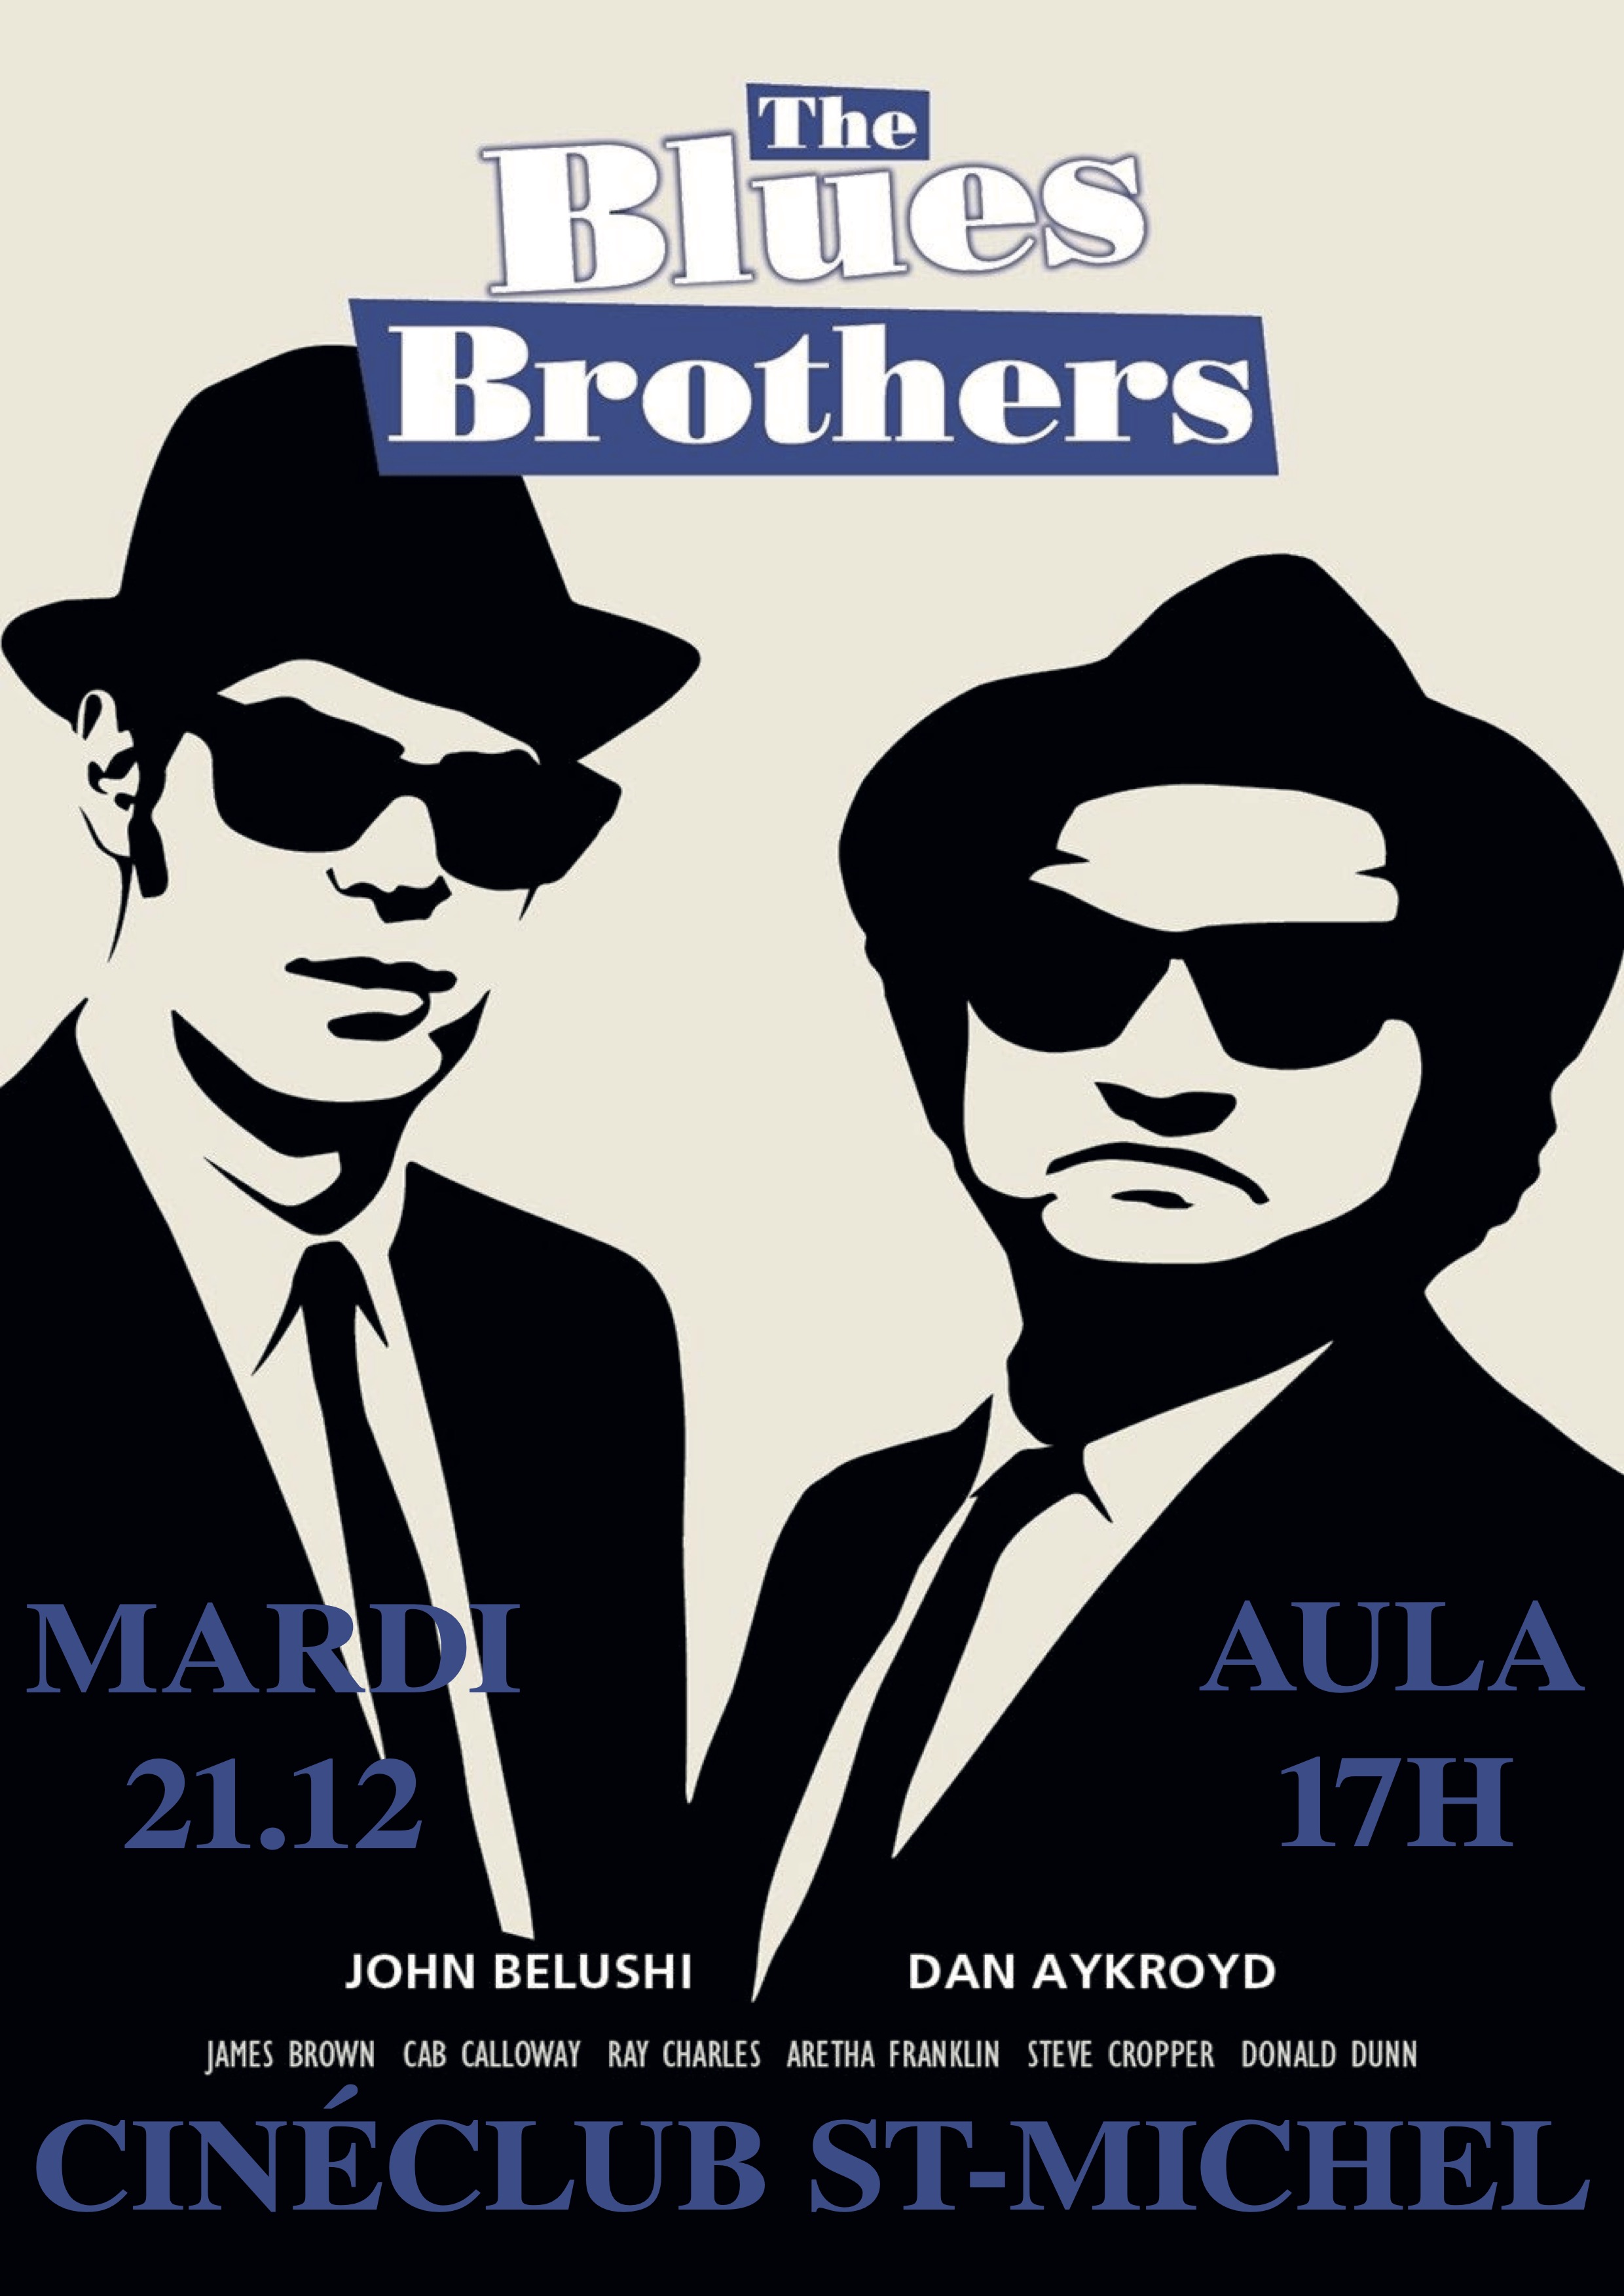 The
Blues
Brothers
MARDI
21.12
AULA
17H
JOHN BELUSHI DAN AYKROYD
JAMES BROWN CAB CALLOWAY RAY CHARLES ARETHA FRANKLIN STEVE CROPPER DONALD DUNN
CINÉCLUB ST-MICHEL